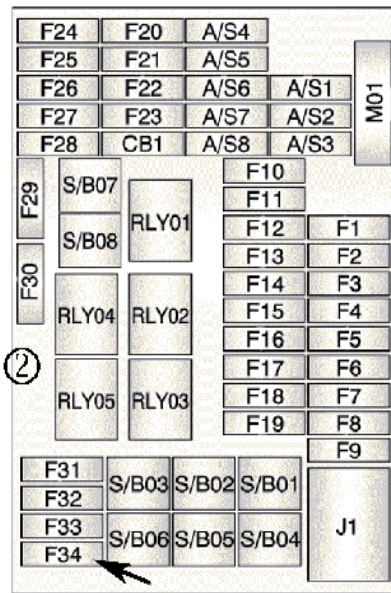 F24 F20 A/S4
F25 F21 A/S5
F26 F22 A/S6 A/S1
F27 F23 A/S7 A/S2
F28 CB1 A/S8 A/S3
M01
F29
F30
S/B07
S/B08
RLY01
RLY04 RLY02
RLY05 RLY03
F10
F11
F12 F1
F13 F2
F14 F3
F15 F4
F16 F5
F17 F6
F18 F7
F19 F8
F9
2
F31
F32
F33
F34
S/B03 S/B02 S/B01
S/B06 S/B05 S/B04
J1